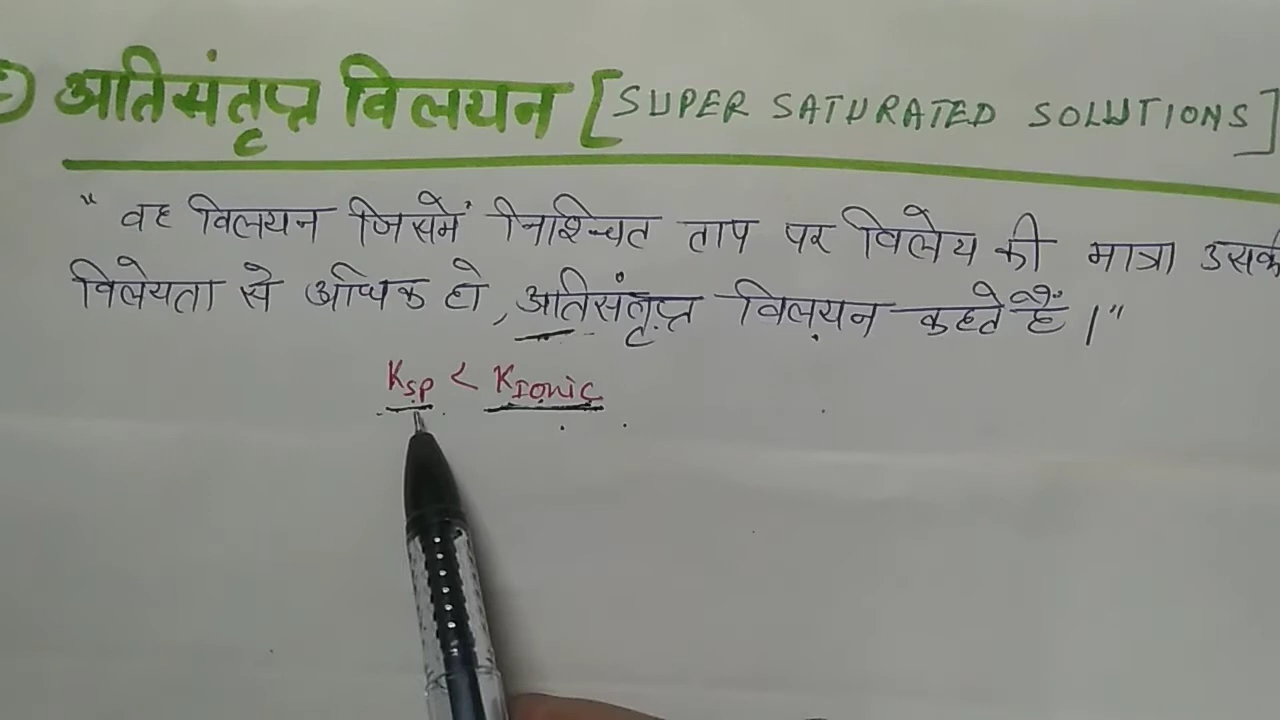 ) अतिसंतृप्त विलयन [SUPER SATURATED SOLUTIONS]
" वह विलयन जिसमें निश्चित ताप पर विलेय की मात्रा उसकी
विलेयता से अधिक हो, अतिसंतृप्त विलयन कहते हैं।"
Ksp < KIonic